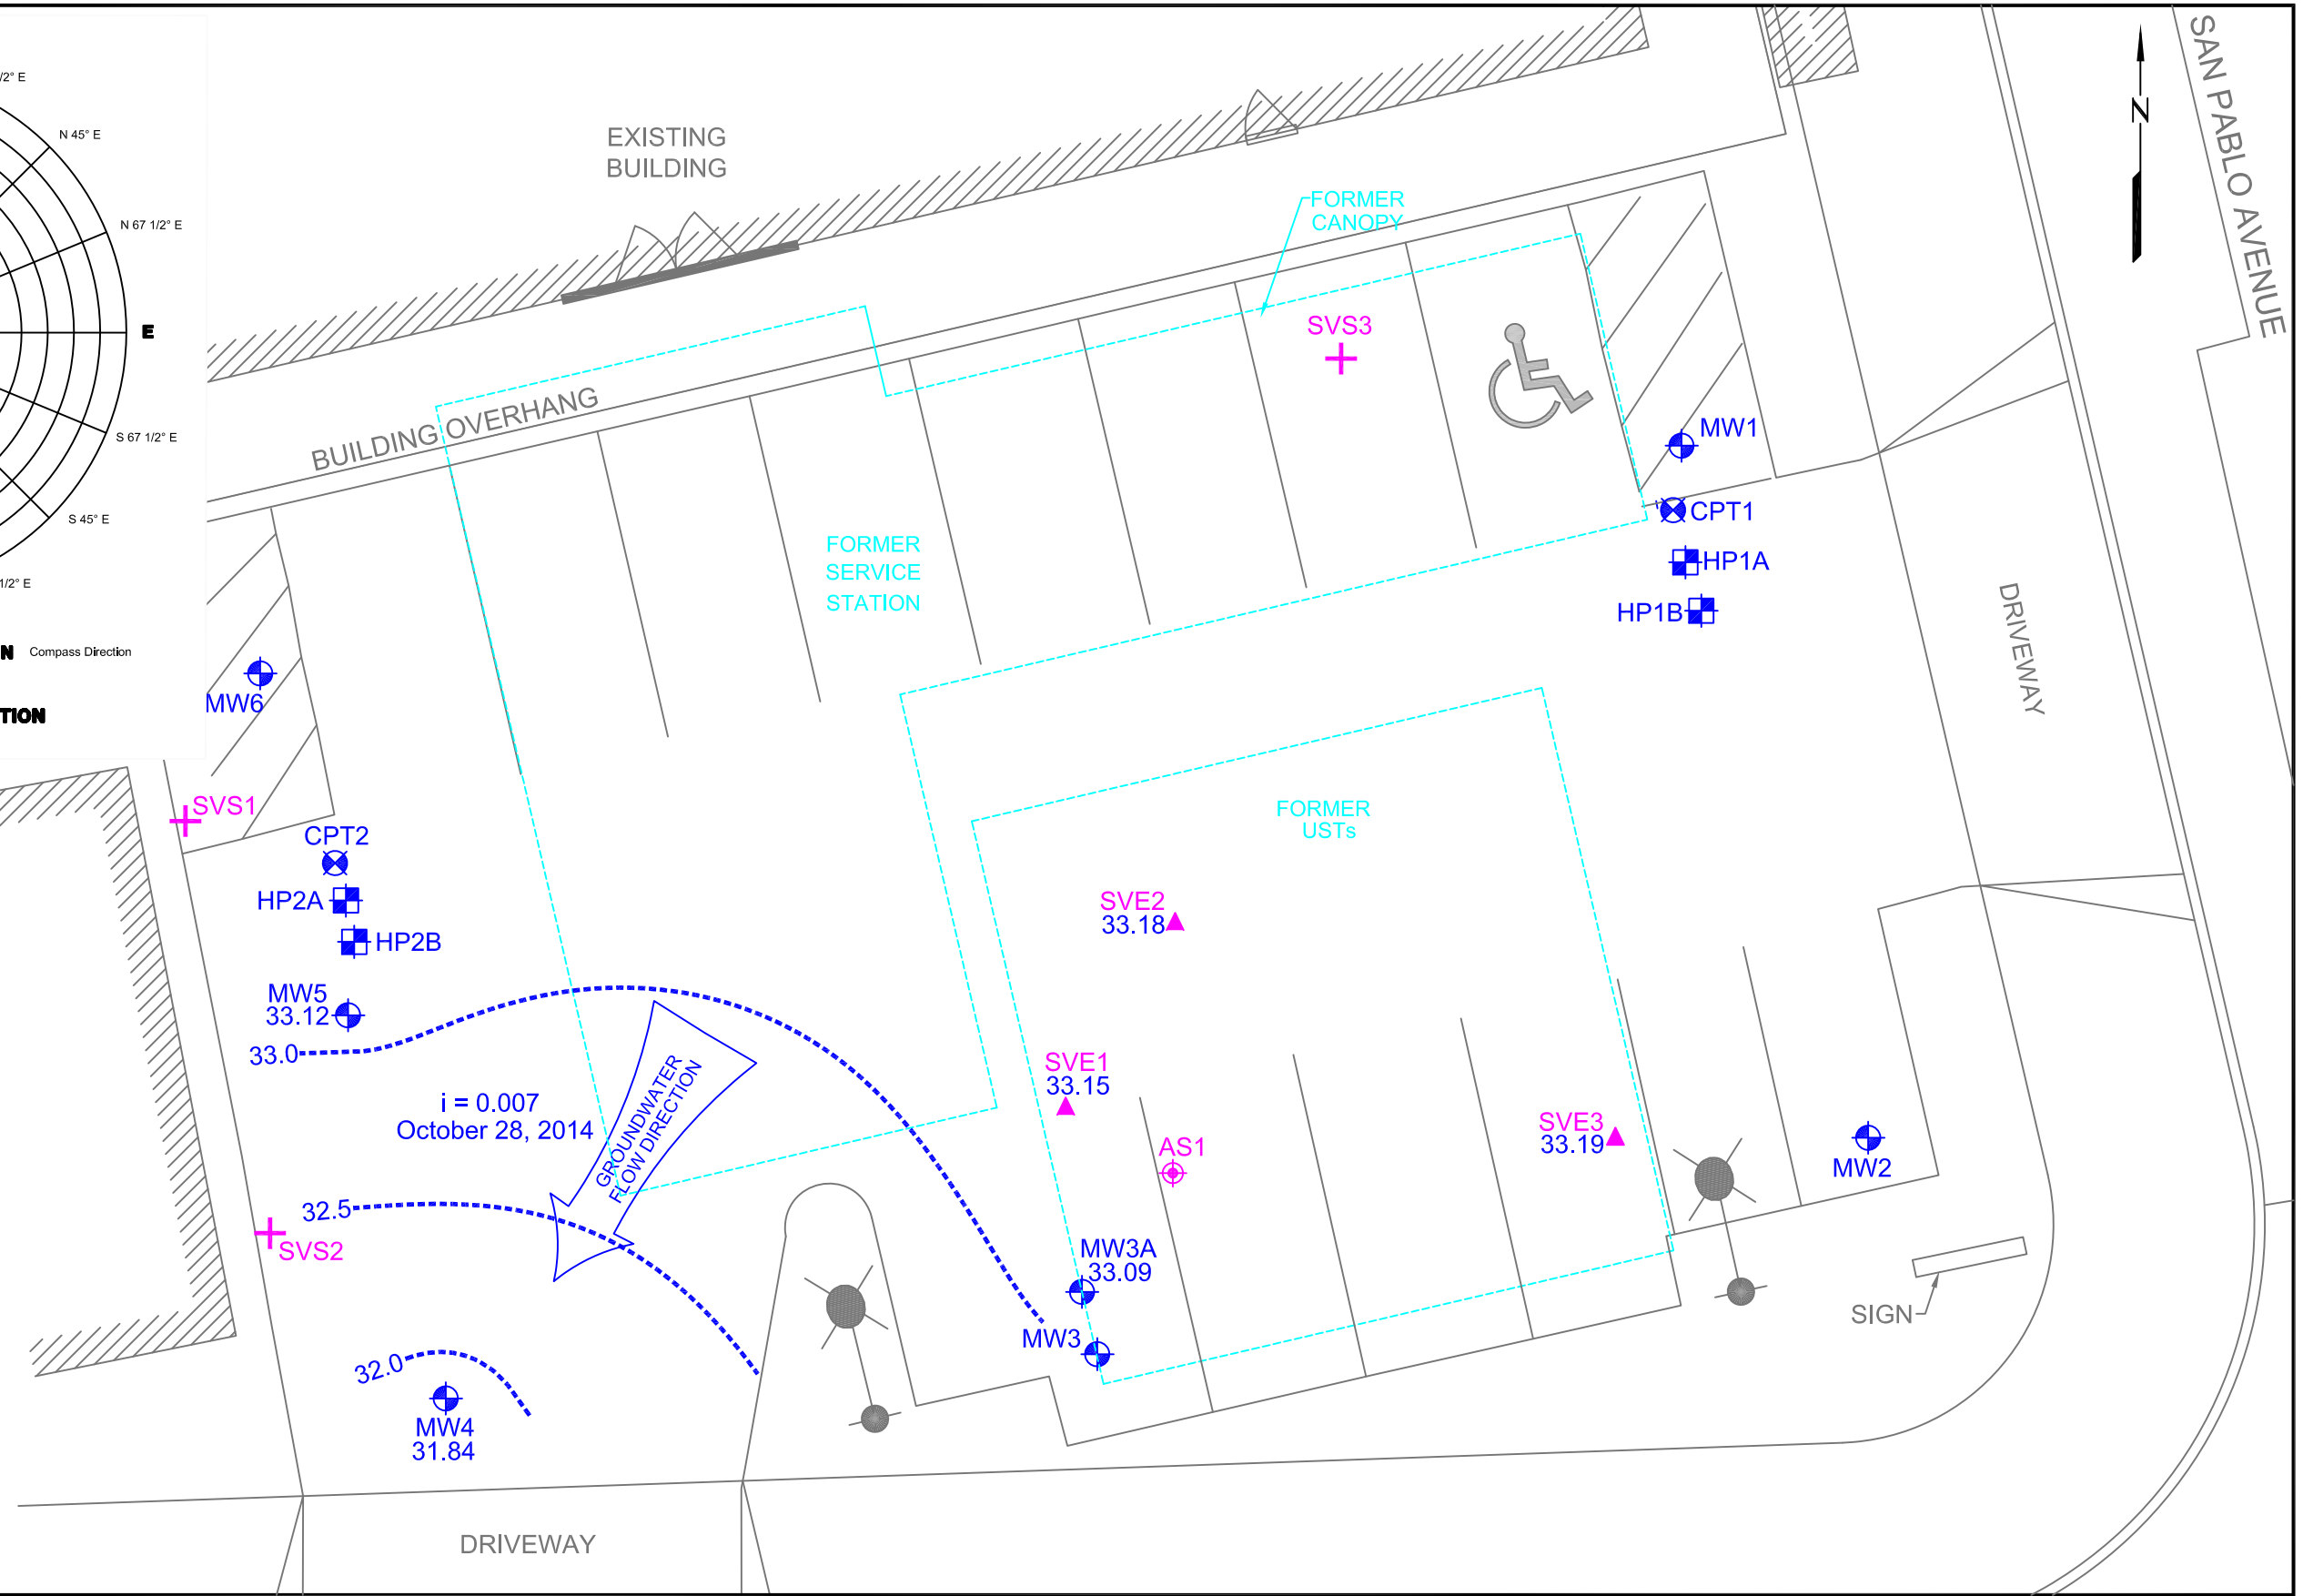 /2° E
N 45° E
N 67 1/2° E
E
S 67 1/2° E
S 45° E
1/2° E
N Compass Direction
TION
EXISTING
BUILDING
BUILDING OVERHANG
FORMER
CANOPY
SVS3
N
SAN PABLO AVENUE
MW1
CPT1
HP1A
HP1B
DRIVEWAY
FORMER
SERVICE
STATION
MW6
SVS1
CPT2
HP2A
HP2B
MW5
33.12
33.0
i = 0.007
October 28, 2014
GROUNDWATER
FLOW DIRECTION
32.5
SVS2
32.0
MW4
31.84
FORMER
USTs
SVE2
33.18
SVE1
33.15
AS1
SVE3
33.19
MW2
MW3A
33.09
MW3
SIGN
DRIVEWAY